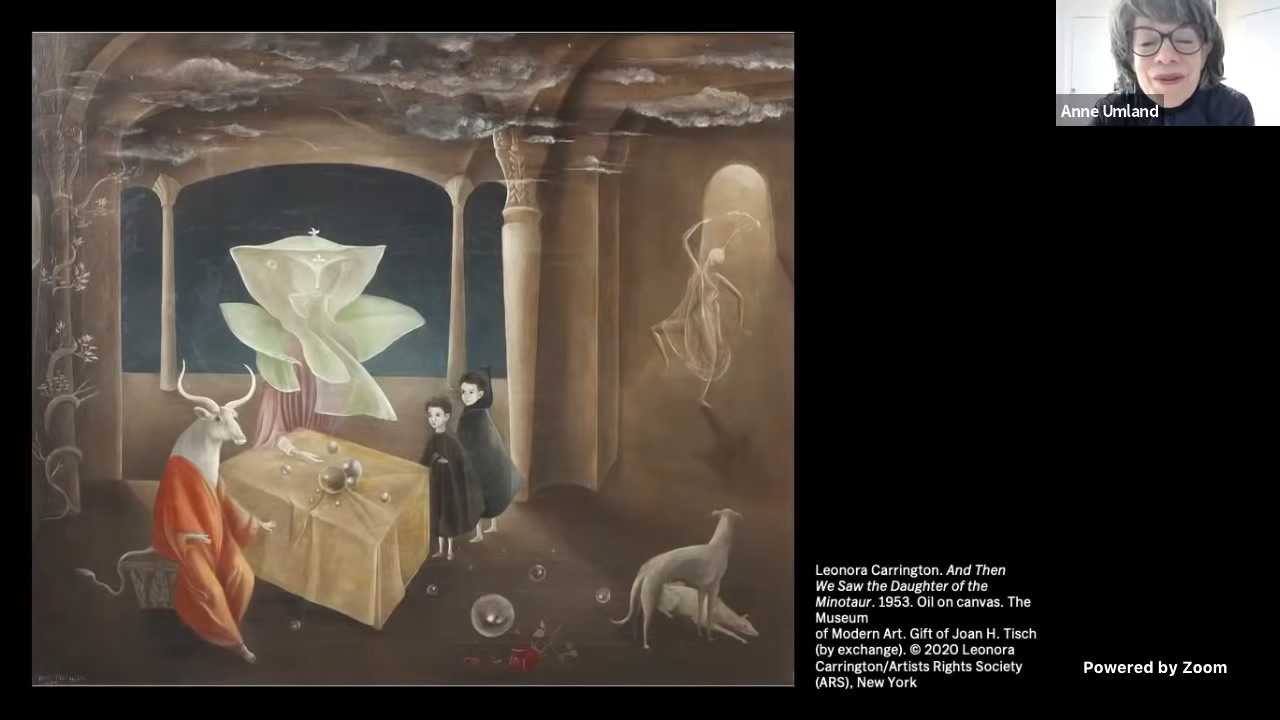 Anne Umland
Leonora Carrington. And Then
We Saw the Daughter of the
Minotaur. 1953. Oil on canvas. The
Museum
of Modern Art. Gift of Joan H. Tisch
(by exchange). © 2020 Leonora
Carrington/Artists Rights Society
(ARS), New York
Powered by Zoom